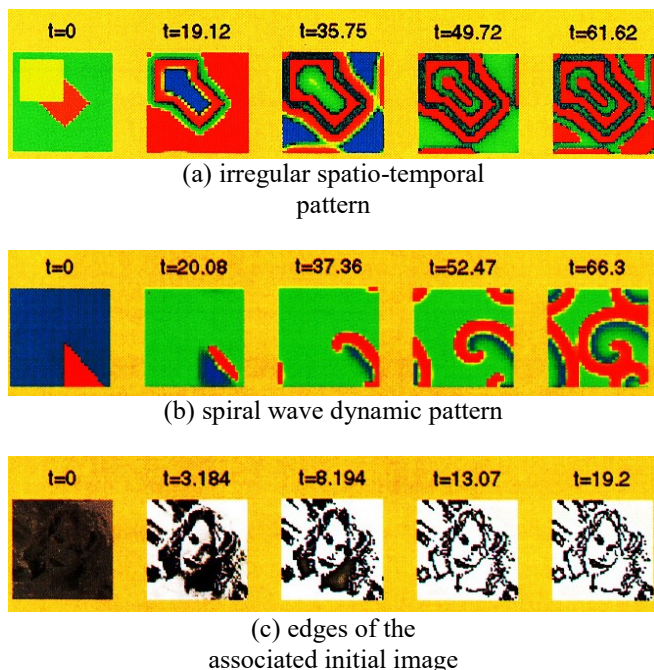 t=0 t=19.12 t=35.75 t=49.72 t=61.62
(a) irregular spatio-temporal
pattern
t=0 t=20.08 t=37.36 t=52.47 t=66.3
(b) spiral wave dynamic pattern
t=0 t=3.184 t=8.194 t=13.07 t=19.2
(c) edges of the
associated initial image